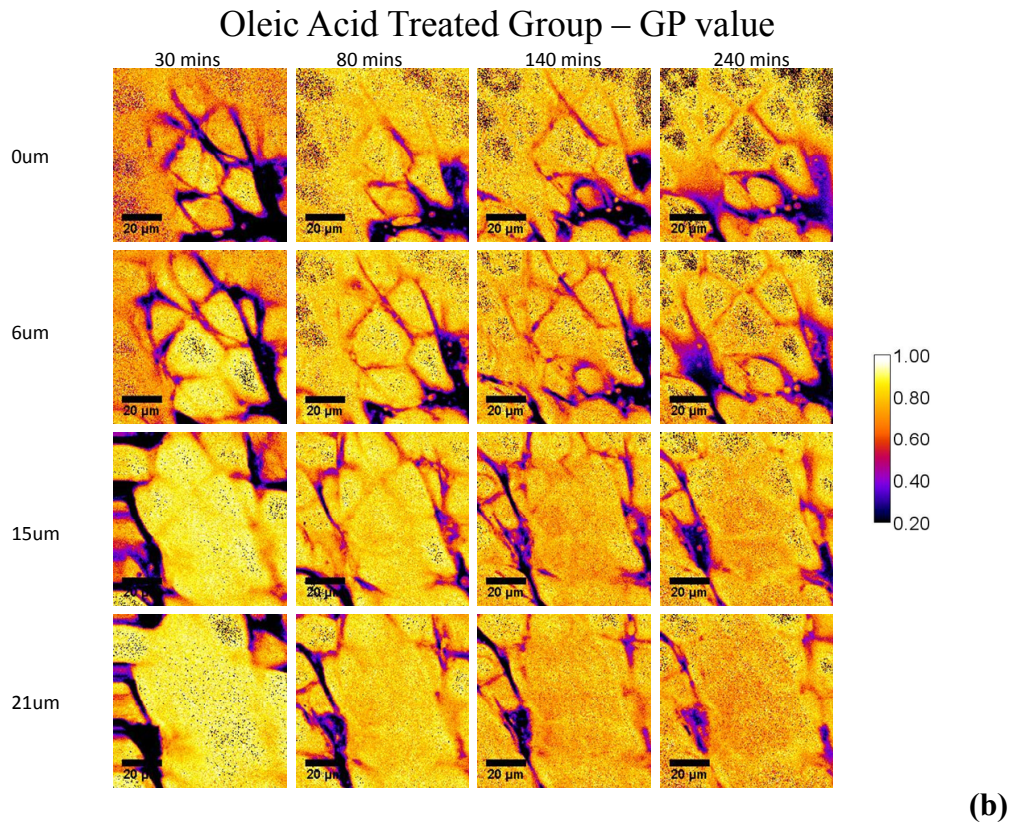 Oleic Acid Treated Group – GP value
30 mins 80 mins 140 mins 240 mins
0um
20 µm 20 µm 20 µm 20 µm
6um
20 µm 20 µm 20 µm 20 µm
1.00
0.80
0.60
0.40
0.20
15um
20 µm 20 µm 20 µm 20 µm
21um
20 µm 20 µm 20 µm 20 µm
(b)